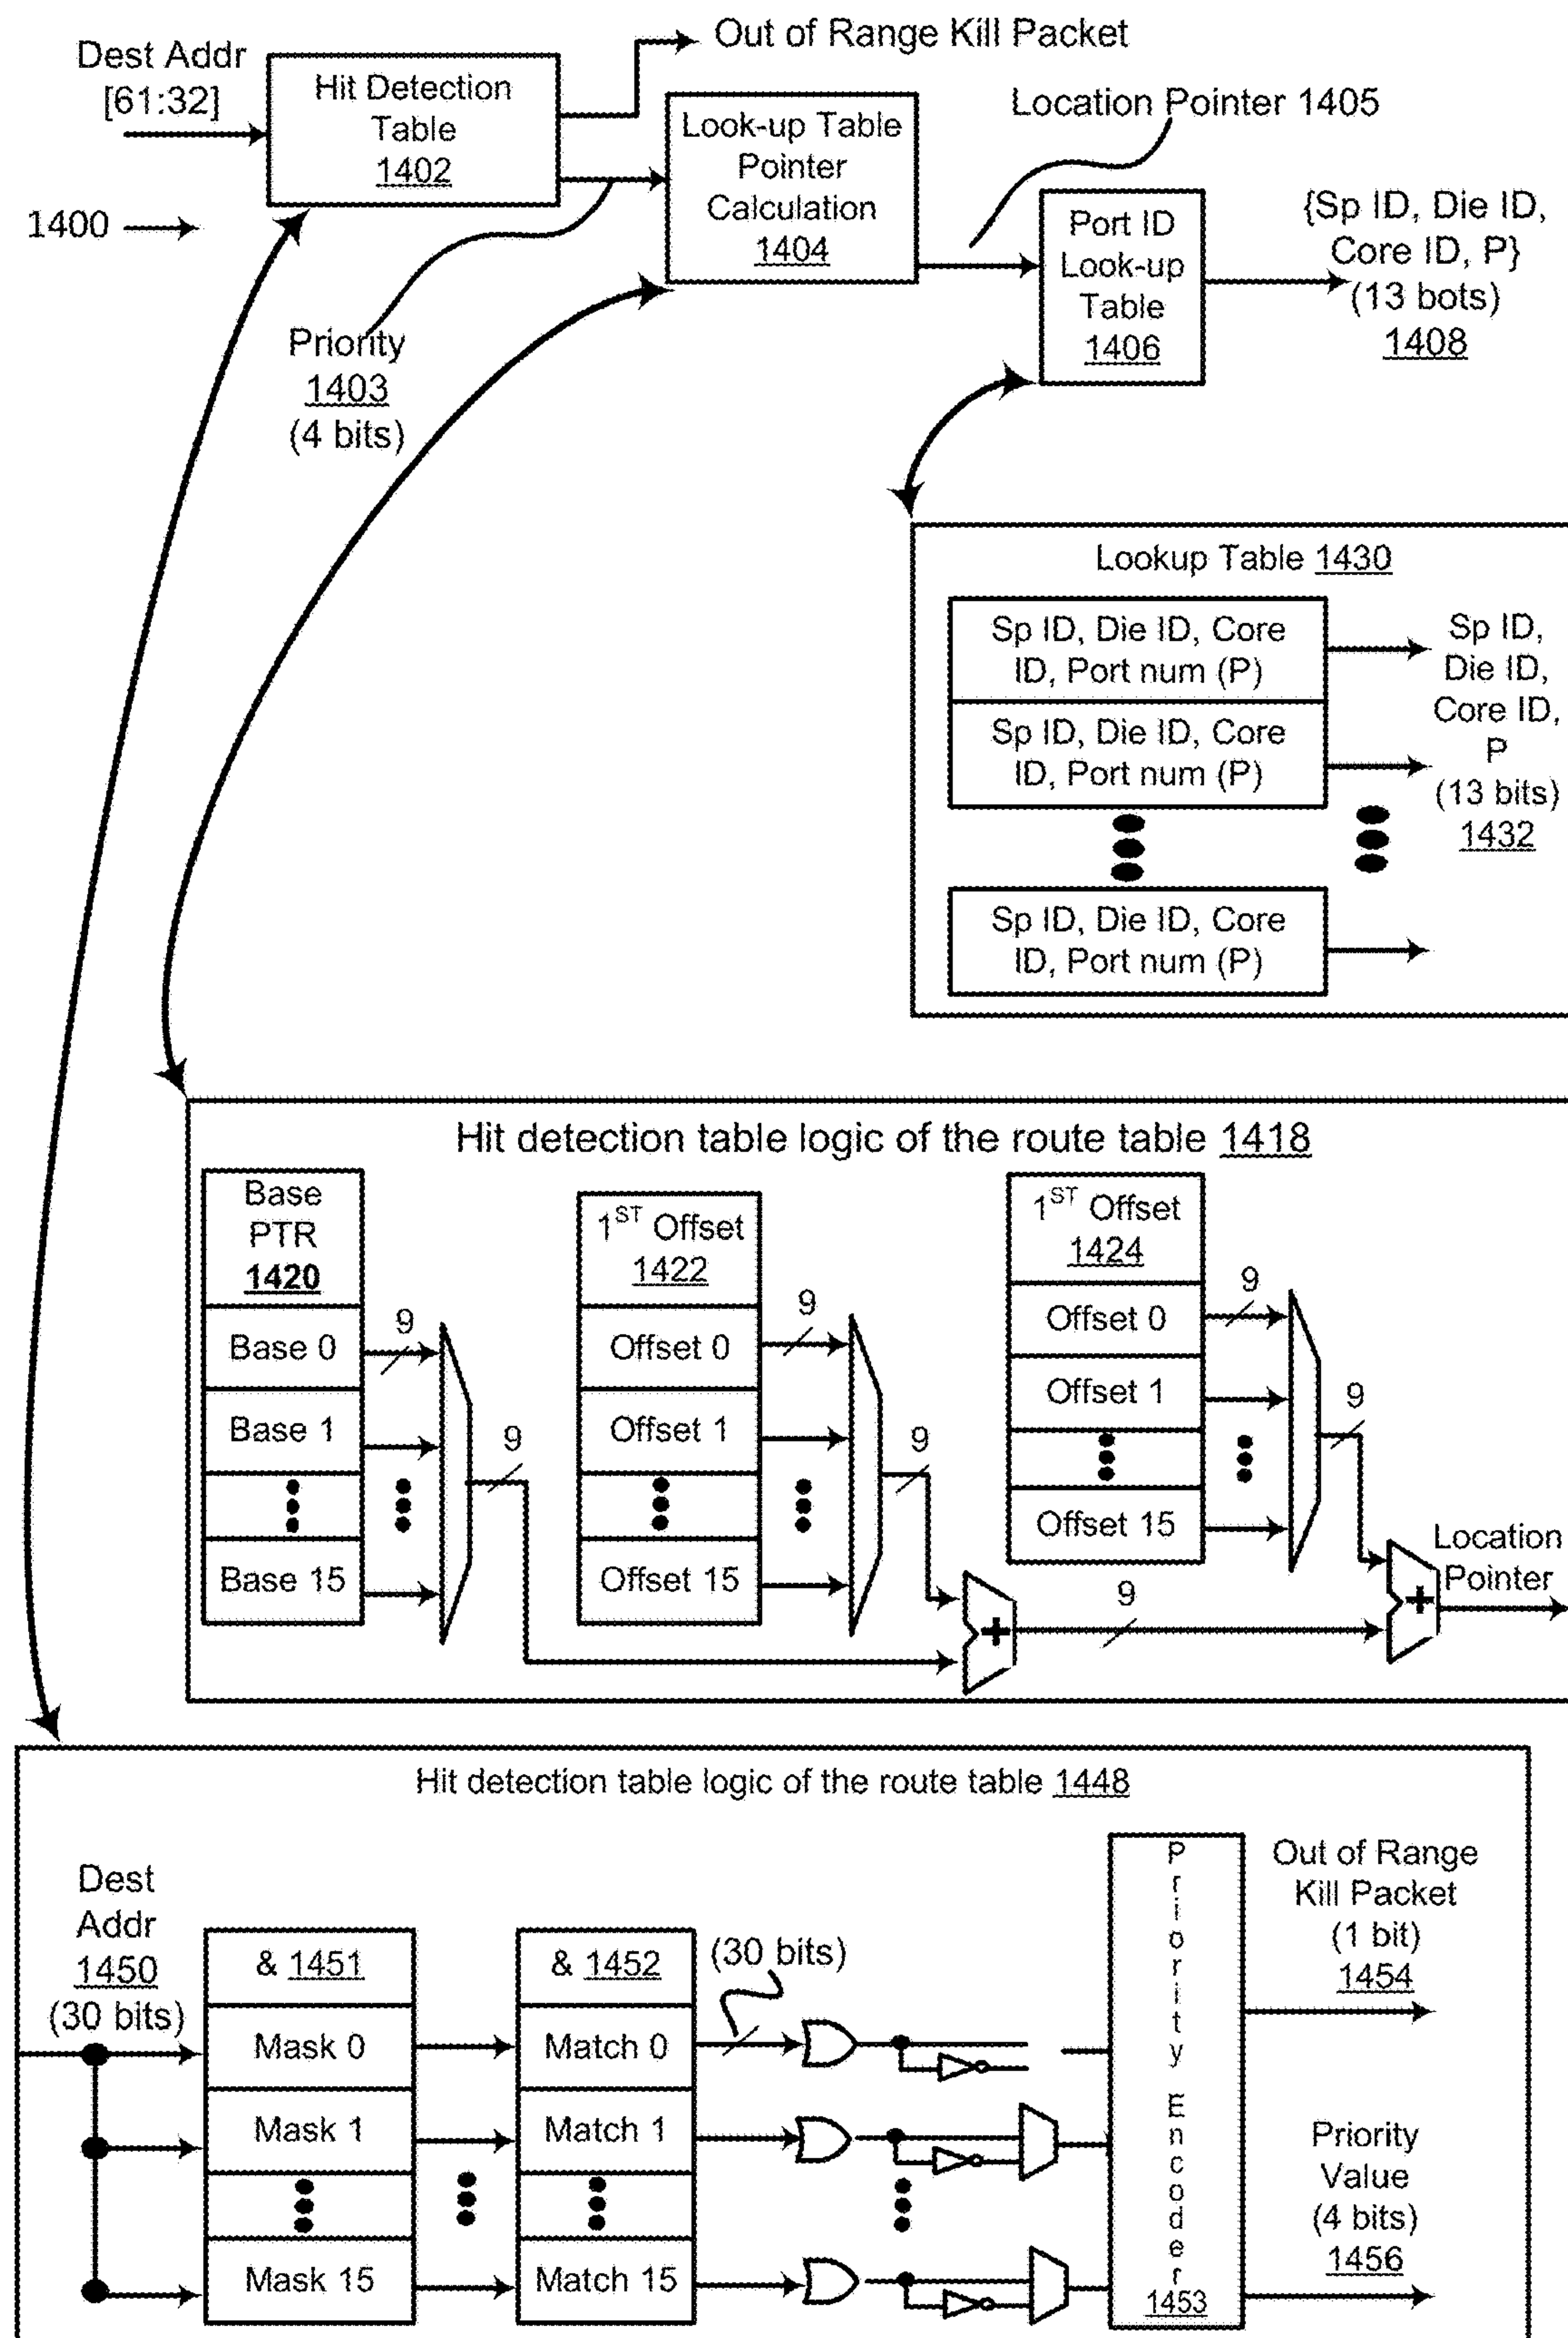 Out of Range Kill Packet
Dest Addr
[61:32]
Hit Detection
Table
1402
Look-up Table
Pointer
Calculation
1404
Location Pointer 1405
1400
Port ID
Look-up
Table
1406
{Sp ID, Die ID,
Core ID, P}
(13 bots)
1408
Priority
1403
(4 bits)
Lookup Table 1430
Sp ID, Die ID, Core
ID, Port num (P)
Sp ID, Die ID, Core
ID, Port num (P)
Sp ID, Die ID, Core
ID, Port num (P)
Sp ID,
Die ID,
Core ID,
P
(13 bits)
1432
Hit detection table logic of the route table 1418
Base
PTR
1420
Base 0
Base 1
Base 15
9
9
1ST Offset
1422
Offset 0
Offset 1
Offset 15
9
9
1ST Offset
1424
Offset 0
Offset 1
Offset 15
9
9
+
9
+
Location
Pointer
Hit detection table logic of the route table 1448
Dest
Addr
1450
(30 bits)
& 1451
Mask 0
Mask 1
Mask 15
& 1452
Match 0
Match 1
Match 15
(30 bits)
Priority Encoder
1453
Out of Range
Kill Packet
(1 bit)
1454
Priority
Value
(4 bits)
1456